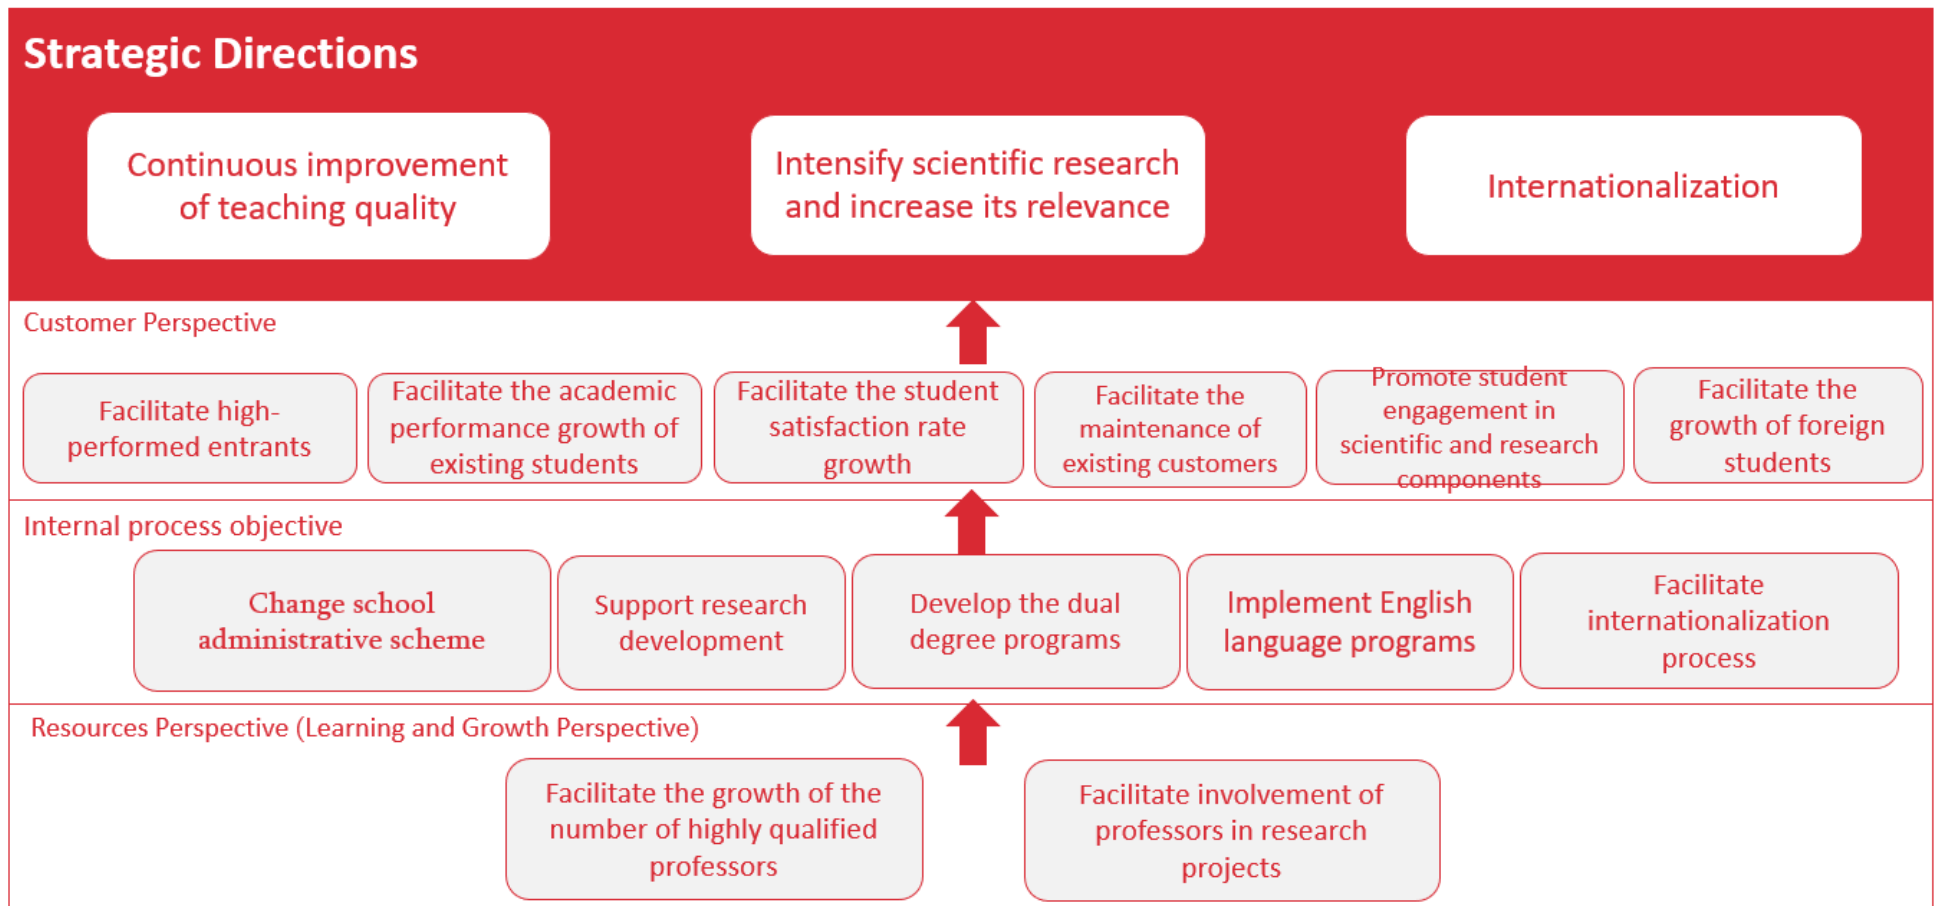 Strategic Directions
Continuous improvement
of teaching quality
Intensify scientific research
and increase its relevance
Internationalization
Customer Perspective
Facilitate high-
performed entrants
Facilitate the academic
performance growth of
existing students
Facilitate the student
satisfaction rate
growth
Facilitate the
maintenance of
existing customers
Promote student
engagement in
scientific and research
components
Facilitate the
growth of foreign
students
Internal process objective
Change school
administrative scheme
Support research
development
Develop the dual
degree programs
Implement English
language programs
Facilitate
internationalization
process
Resources Perspective (Learning and Growth Perspective)
Facilitate the growth of the
number of highly qualified
professors
Facilitate involvement of
professors in research
projects